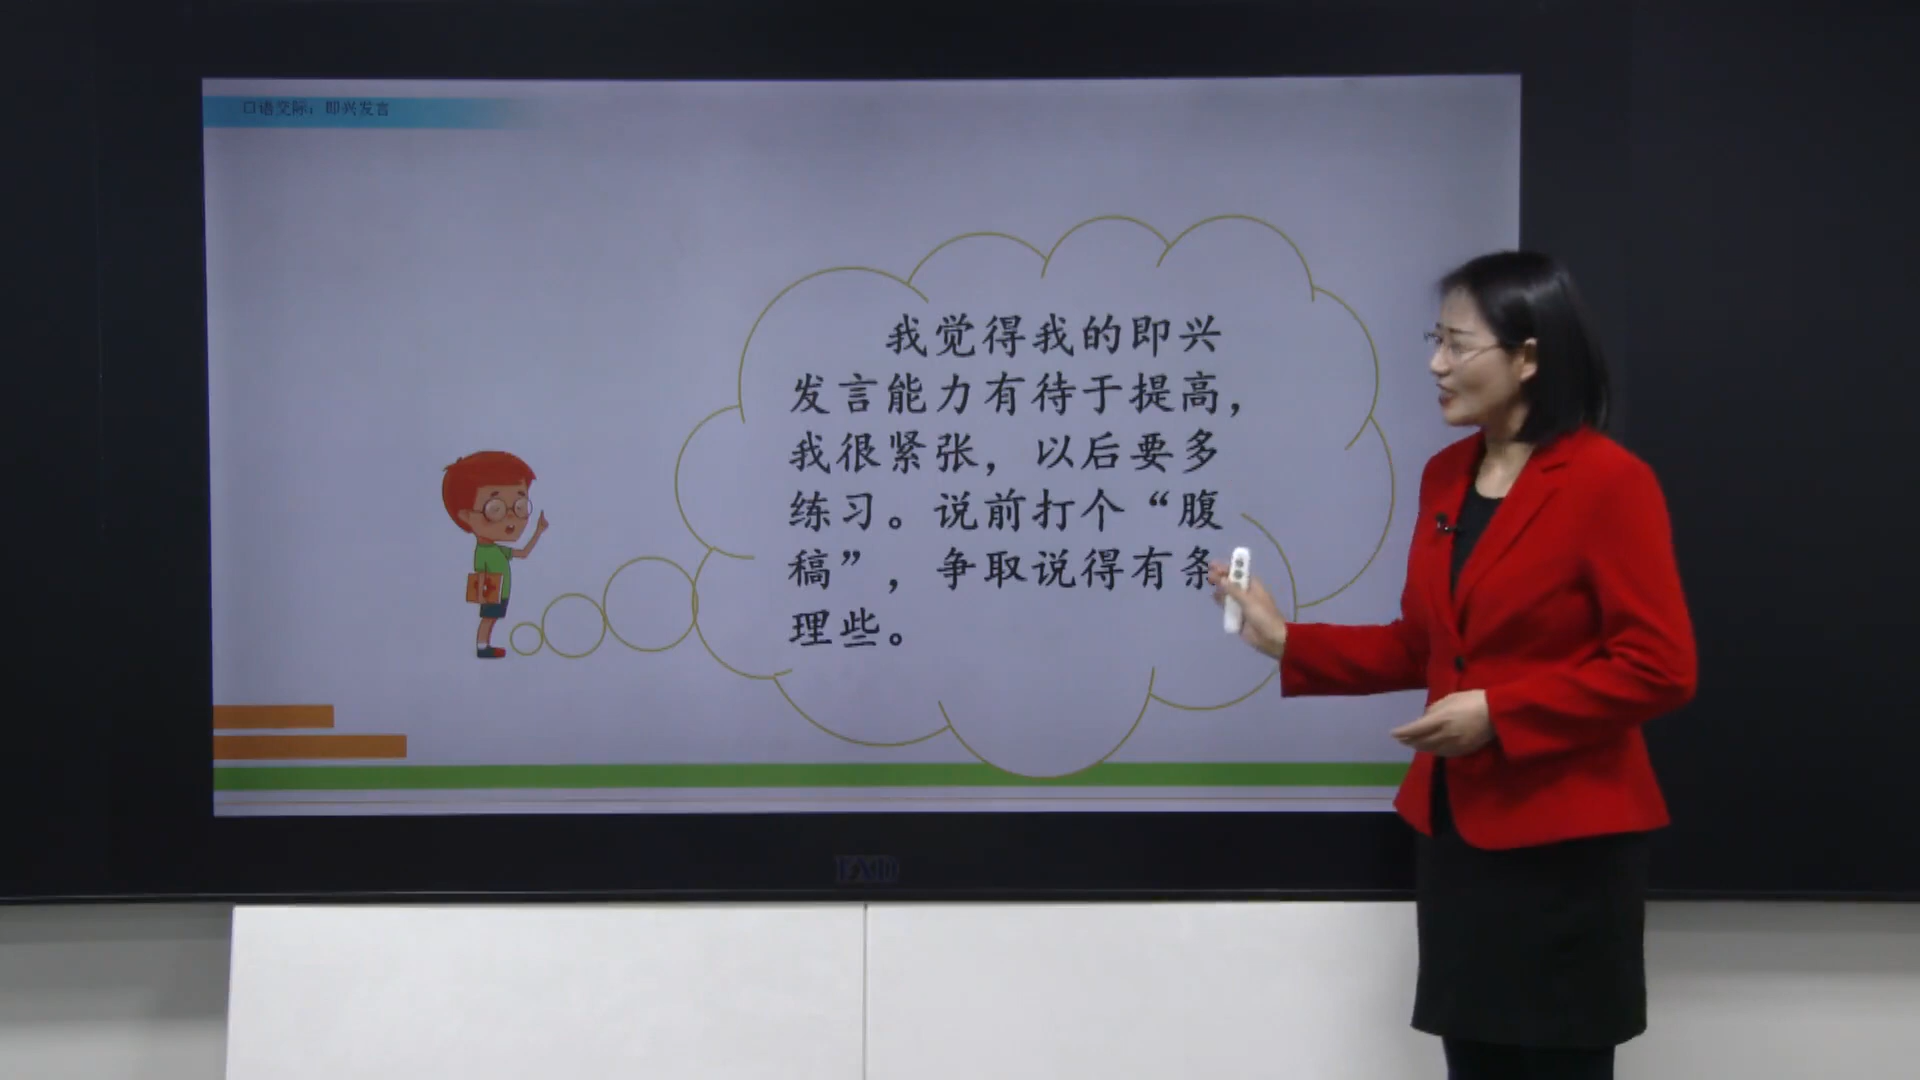 口语交际：即兴发言
我觉得我的即兴
发言能力有待于提高，
我很紧张，以后要多
练习。说前打个“腹
稿”，争取说得有条
理些。